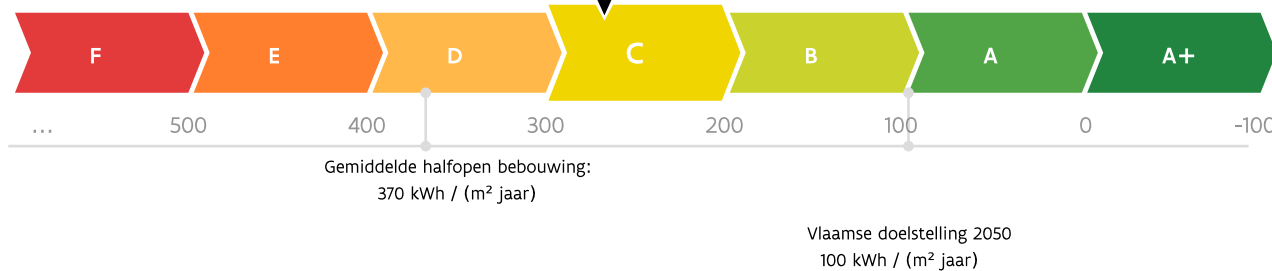 F E D C B A A+
... 500 400 300 200 100 0 -100
Gemiddelde halfopen bebouwing:
370 kWh / (m² jaar)
Vlaamse doelstelling 2050
100 kWh / (m² jaar)